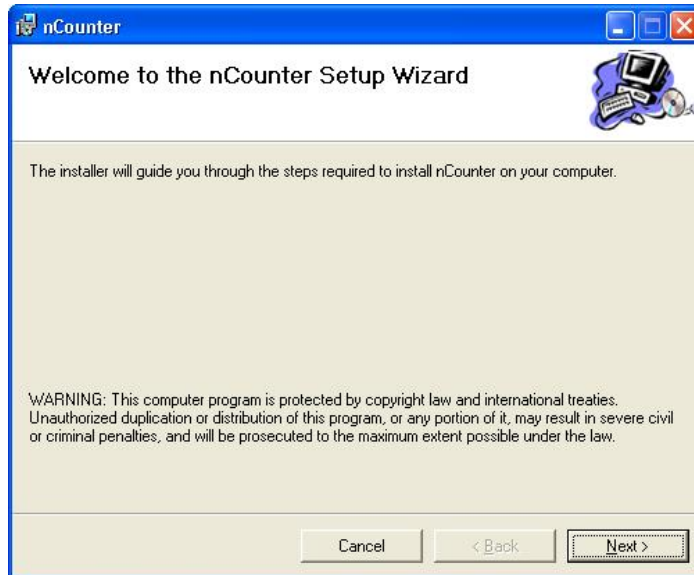 nCounter
Welcome to the nCounter Setup Wizard
The installer will guide you through the steps required to install nCounter on your computer.
WARNING: This computer program is protected by copyright law and international treaties.
Unauthorized duplication or distribution of this program, or any portion of it, may result in severe civil
or criminal penalties, and will be prosecuted to the maximum extent possible under the law.
Cancel
< Back
Next >